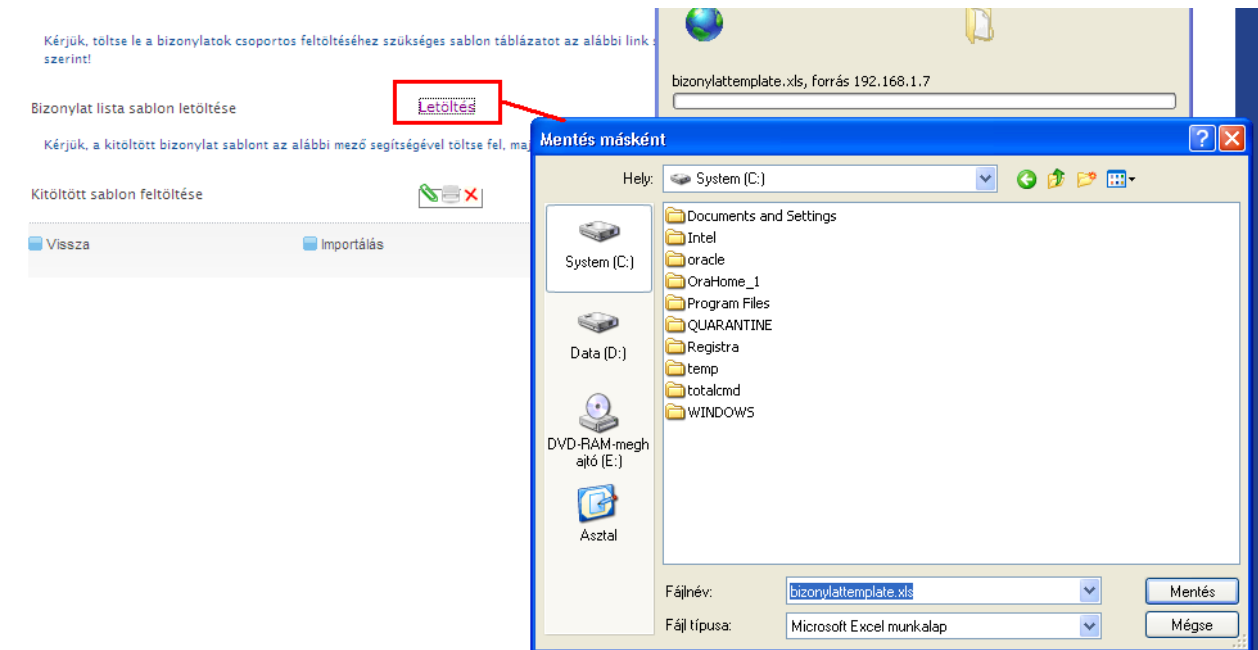 Kérjük, töltse le a bizonylatok csoportos feltöltéséhez szükséges sablon táblázatot az alábbi link
szerint!
bizonylattemplate.xls, forrás 192.168.1.7
Bizonylat lista sablon letöltése
Letöltés
Kérjük, a kitöltött bizonylat sablont az alábbi mező segítségével töltse fel,
Kitöltött sablon feltöltése
Vissza
Importálás
Mentés másként
Hely:
System (C:)
System (C:)
Data (D:)
DVD-RAM-megh
ajtó (E:)
Asztal
Documents and Settings
Intel
oracle
OraHome_1
Program Files
QUARANTINE
Registra
temp
totalcmd
WINDOWS
Fájlnév:
bizonylattemplate.xls
Mentés
Fájl típusa:
Microsoft Excel munkalap
Mégse